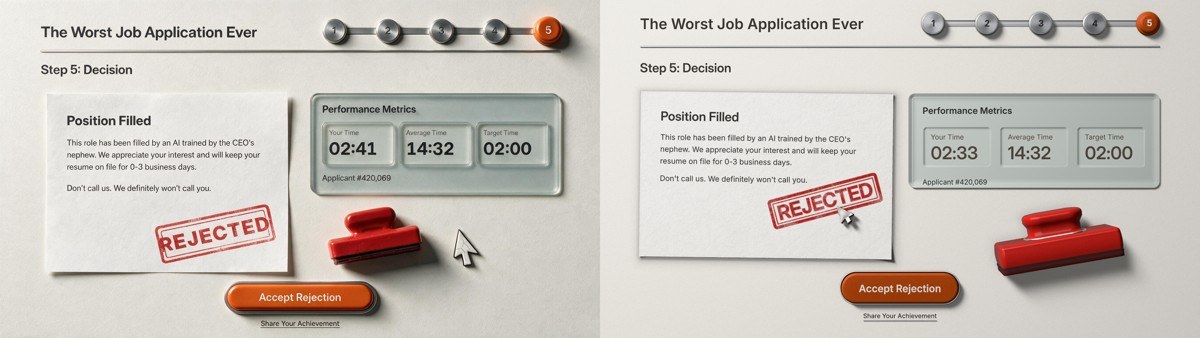 The Worst Job Application Ever
1 2 3 4 5
Step 5: Decision
Position Filled
This role has been filled by an AI trained by the CEO's
nephew. We appreciate your interest and will keep your
resume on file for 0-3 business days.
Don't call us. We definitely won't call you.
REJECTED
Performance Metrics
Your Time Average Time Target Time
02:41 14:32 02:00
Applicant #420,069
Accept Rejection
Share Your Achievement
The Worst Job Application Ever
1 2 3 4 5
Step 5: Decision
Position Filled
This role has been filled by an AI trained by the CEO's
nephew. We appreciate your interest and will keep your
resume on file for 0-3 business days.
Don't call us. We definitely won't call you.
REJECTED
Performance Metrics
Your Time Average Time Target Time
02:33 14:32 02:00
Applicant #420,069
Accept Rejection
Share Your Achievement